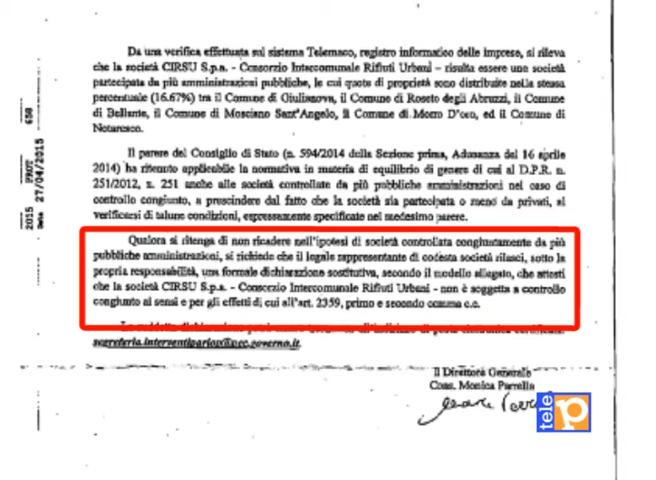 Da una verifica effettuata sul sistema Telemaco, registro informatico delle imprese, si rileva
che la società CIRSU S.p.a. - Consorzio Intercomunale Rifiuti Urbani – risulta essere una società
partecipata da più amministrazioni pubbliche, le cui quote di proprietà sono distribuite nella stessa
percentuale (16.67%) tra il Comune di Giulianova, il Comune di Roseto degli Abruzzi, il Comune
di Bellante, il Comune di Mosciano Sant'Angelo, il Comune di Morro D'oro, ed il Comune di
Notaresco.
Il parere del Consiglio di Stato (n. 594/2014 della Sezione prima, Adunanza del 16 aprile
2014) ha ritenuto applicabile la normativa in materia di equilibrio di genere di cui al D.P.R. n.
251/2012, n. 251 anche alle società controllate da più pubbliche amministrazioni nel caso di
controllo congiunto, a prescindere dal fatto che la società sia partecipata o meno da privati, al
verificarsi di talune condizioni, espressamente specificate nel medesimo parere.
Qualora si ritenga di non ricadere nell'ipotesi di società controllata congiuntamente da più
pubbliche amministrazioni, si richiede che il legale rappresentante di codesta società rilasci, sotto la
propria responsabilità, una formale dichiarazione sostitutiva, secondo il modello allegato, che attesti
che la società CIRSU S.p.a. - Consorzio Intercomunale Rifiuti Urbani - non è soggetta a controllo
congiunto ai sensi e per gli effetti di cui all'art. 2359, primo e secondo comma c.c.
segreteria.interventipariop@pec.governo.it
Il Direttore Generale
Cons. Monica Parrella
2015 PROT 650
Data 27/04/2015
tele p